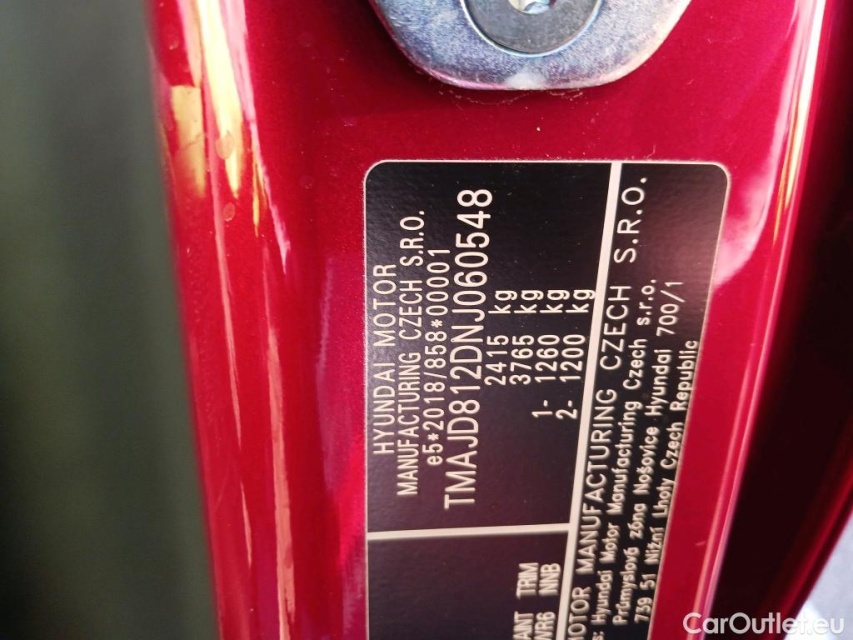 HYUNDAI MOTOR
MANUFACTURING CZECH S.R.O.
e5*2018/858*00001
TMAJD812DNJ060548
2415 kg
3765 kg
1- 1260 kg
2- 1200 kg
TRIM
NNB
MANUFACTURING CZECH S.R.O.
Hyundai Motor Manufacturing Czech s.r.o.
Průmyslová zóna Nošovice Hyundai 700/1
739 51 Nižní Lhoty Czech Republic
CarOutlet.eu